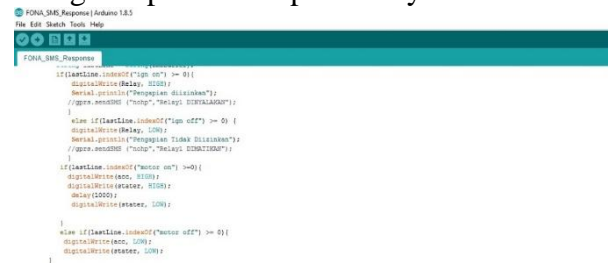 FONA_SMS_Response | Arduino 1.8.5
File Edit Sketch Tools Help
FONA_SMS_Response
if(lastLine.indexOf("ign on") >= 0){
digitalWrite(Relay, HIGH);
Serial.println("Pengapian diizinkan");
//gprs.sendSMS ("nohp","Relay1 DINYALAKAN");
}
else if(lastLine.indexOf("ign off") >= 0) {
digitalWrite(Relay, LOW);
Serial.println("Pengapian Tidak Diizinkan");
//gprs.sendSMS ("nohp","Relay1 DIMATIKAN");
}
if(lastLine.indexOf("motor on") >=0){
digitalWrite(acc, HIGH);
digitalWrite(stater, HIGH);
delay(1000);
digitalWrite(stater, LOW);
}
else if(lastLine.indexOf("motor off") >= 0){
digitalWrite(acc, LOW);
digitalWrite(stater, LOW);
}